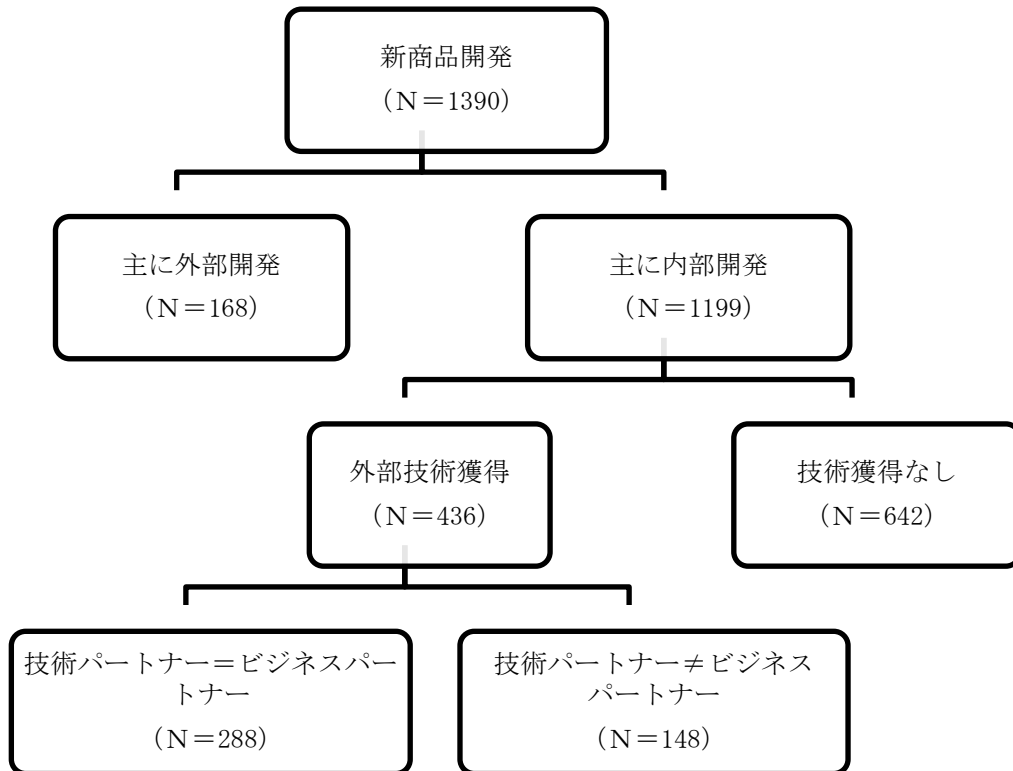 新商品開発
（N＝1390）
主に外部開発
（N＝168）
主に内部開発
（N＝1199）
外部技術獲得
（N＝436）
技術獲得なし
（N＝642）
技術パートナー＝ビジネスパー
トナー
（N＝288）
技術パートナー≠ビジネス
パートナー
（N＝148）